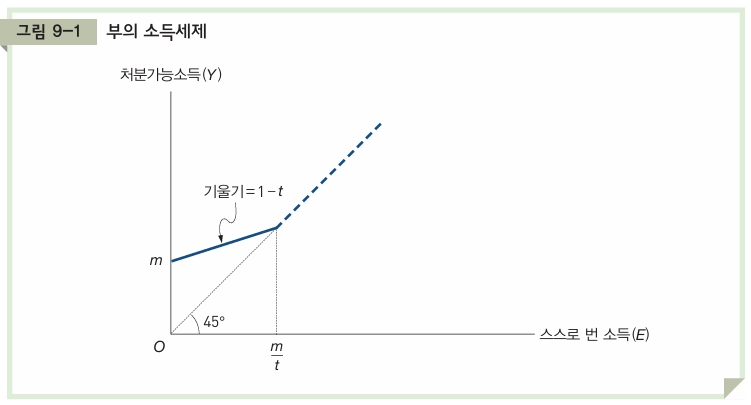 그림 9-1 부의 소득세제
처분가능소득(Y)
기울기=1-t
m
45°
O
m
t
스스로 번 소득(E)